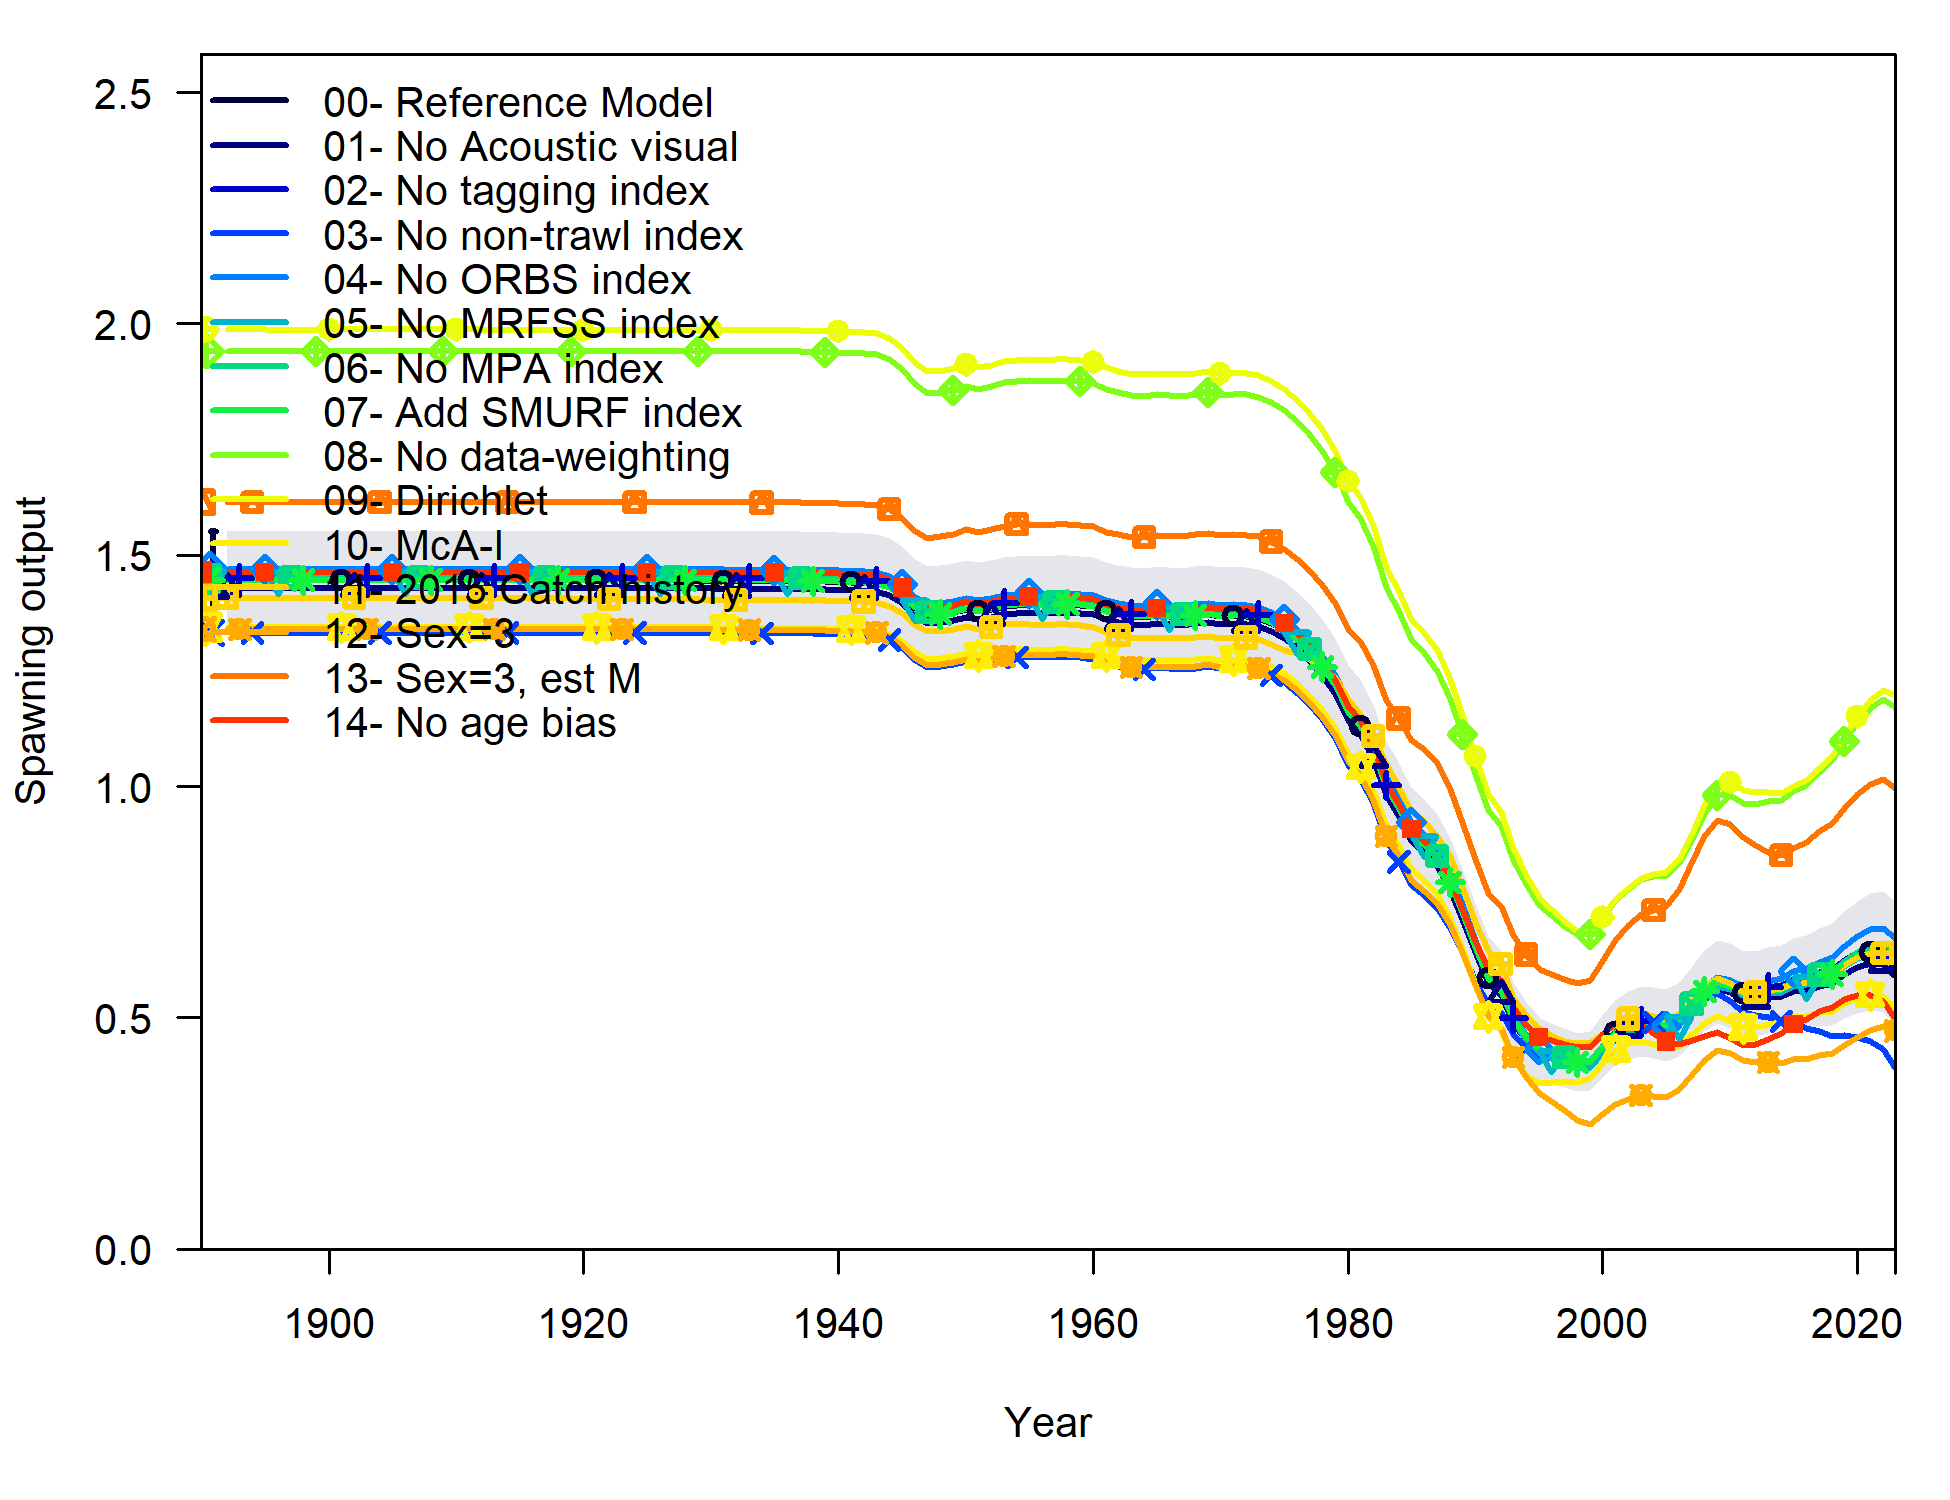 2.5
2.0
1.5
1.0
0.5
0.0
Spawning output
00- Reference Model
01- No Acoustic visual
02- No tagging index
03- No non-trawl index
04- No ORBS index
05- No MRFSS index
06- No MPA index
07- Add SMURF index
08- No data-weighting
09- Dirichlet
10- McA-I
11- 2015 Catch history
12- Sex=3
13- Sex=3, est M
14- No age bias
1900 1920 1940 1960 1980 2000 2020
Year